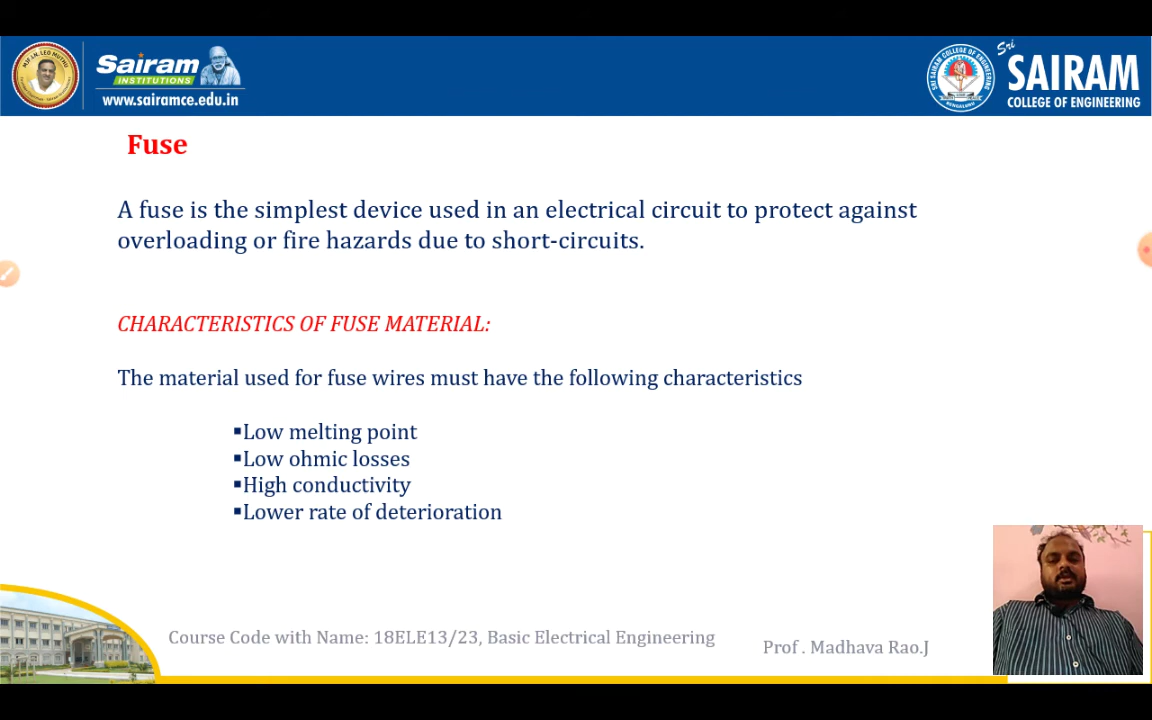 Sairam
INSTITUTIONS
www.sairamce.edu.in
Sri
SAIRAM
COLLEGE OF ENGINEERING
Fuse
A fuse is the simplest device used in an electrical circuit to protect against
overloading or fire hazards due to short-circuits.
CHARACTERISTICS OF FUSE MATERIAL:
The material used for fuse wires must have the following characteristics
▪Low melting point
▪Low ohmic losses
▪High conductivity
▪Lower rate of deterioration
Course Code with Name: 18ELE13/23, Basic Electrical Engineering
Prof . Madhava Rao.J